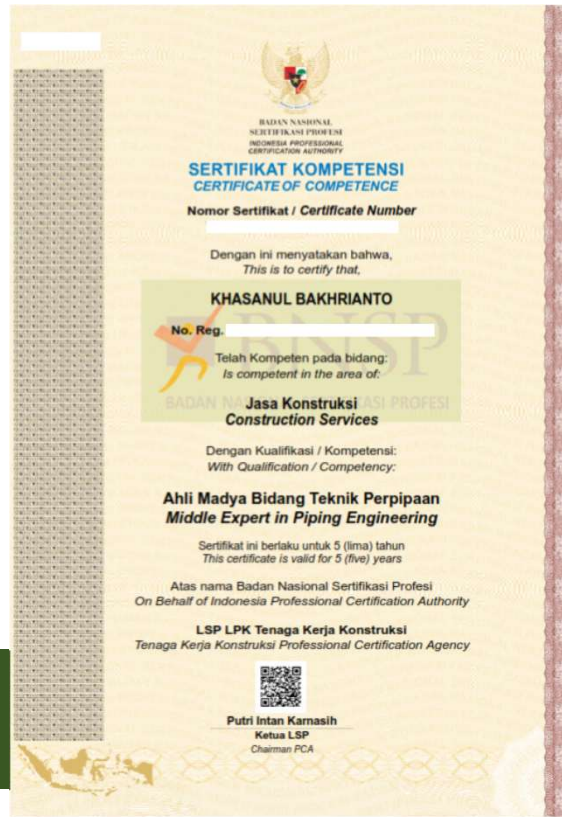 BADAN NASIONAL
SERTIFIKASI PROFESI
INDONESIA PROFESSIONAL
CERTIFICATION AUTHORITY
SERTIFIKAT KOMPETENSI
CERTIFICATE OF COMPETENCE
Nomor Sertifikat / Certificate Number
Dengan ini menyatakan bahwa,
This is to certify that,
KHASANUL BAKHRIANTO
No. Reg.
BNSP
Telah Kompeten pada bidang:
Is competent in the area of:
BADAN NASIONAL SERTIFIKASI PROFESI
Jasa Konstruksi
Construction Services
Dengan Kualifikasi / Kompetensi:
With Qualification / Competency:
Ahli Madya Bidang Teknik Perpipaan
Middle Expert in Piping Engineering
Sertifikat ini berlaku untuk 5 (lima) tahun
This certificate is valid for 5 (five) years
Atas nama Badan Nasional Sertifikasi Profesi
On Behalf of Indonesia Professional Certification Authority
LSP LPK Tenaga Kerja Konstruksi
Tenaga Kerja Konstruksi Professional Certification Agency
Putri Intan Karnasih
Ketua LSP
Chairman PCA